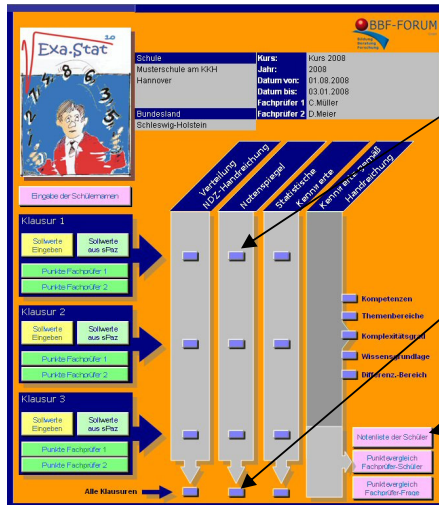 BBF-FORUM
Bildung
Beratung
Forschung
Exa.Stat 2.0
Schule
Musterschule am KKH
Hannover
Bundesland
Schleswig-Holstein
Kurs: Kurs 2008
Jahr: 2008
Datum von: 01.08.2008
Datum bis: 03.01.2008
Fachprüfer 1 C.Müller
Fachprüfer 2 D.Meier
Verteilung
NDZ-Handreichung
Notenspiegel
Statistische
Kennwerte
Kennwerte gemäß
Handreichung
Eingabe der Schülernamen
Klausur 1
Sollwerte
Eingeben
Sollwerte
aus sPaz
Punkte Fachprüfer 1
Punkte Fachprüfer 2
Klausur 2
Sollwerte
Eingeben
Sollwerte
aus sPaz
Punkte Fachprüfer 1
Punkte Fachprüfer 2
Kompetenzen
Themenbereiche
Komplexitätsgrad
Wissensgrundlage
Differenz.-Bereich
Klausur 3
Sollwerte
Eingeben
Sollwerte
aus sPaz
Punkte Fachprüfer 1
Punkte Fachprüfer 2
Notenliste der Schüler
Punktevergleich
Fachprüfer-Schüler
Punktevergleich
Fachprüfer-Frage
Alle Klausuren